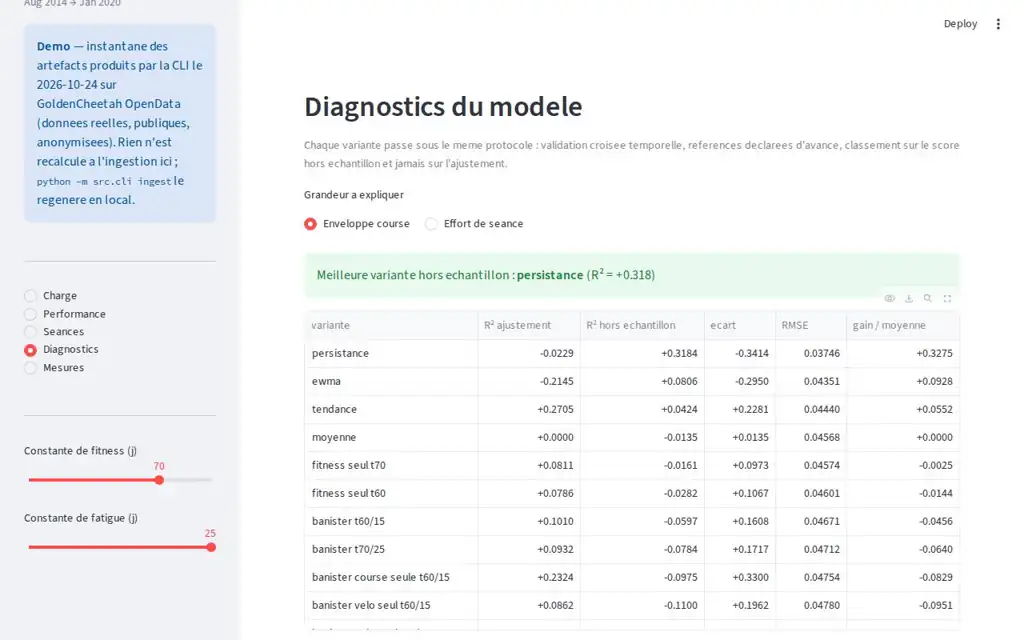 Aug 2014 → Jan 2020
Demo — instantane des
artefacts produits par la CLI le
2026-10-24 sur
GoldenCheetah OpenData
(donnees reelles, publiques,
anonymisees). Rien n'est
recalcule a l'ingestion ici ;
python -m src.cli ingest le
regenere en local.
Charge
Performance
Seances
Diagnostics
Mesures
Constante de fitness (j)
70
Constante de fatigue (j)
25
Deploy
Diagnostics du modele
Chaque variante passe sous le meme protocole : validation croisee temporelle, references declarees d'avance, classement sur le score
hors echantillon et jamais sur l'ajustement.
Grandeur a expliquer
Enveloppe course Effort de seance
Meilleure variante hors echantillon : persistance (R² = +0.318)
variante R² ajustement R² hors echantillon ecart RMSE gain / moyenne
persistance -0.0229 +0.3184 -0.3414 0.03746 +0.3275
ewma -0.2145 +0.0806 -0.2950 0.04351 +0.0928
tendance +0.2705 +0.0424 +0.2281 0.04440 +0.0552
moyenne +0.0000 -0.0135 +0.0135 0.04568 +0.0000
fitness seul t70 +0.0811 -0.0161 +0.0973 0.04574 -0.0025
fitness seul t60 +0.0786 -0.0282 +0.1067 0.04601 -0.0144
banister t60/15 +0.1010 -0.0597 +0.1608 0.04671 -0.0456
banister t70/25 +0.0932 -0.0784 +0.1717 0.04712 -0.0640
banister course seule t60/15 +0.2324 -0.0975 +0.3300 0.04754 -0.0829
banister velo seul t60/15 +0.0862 -0.1100 +0.1962 0.04780 -0.0951